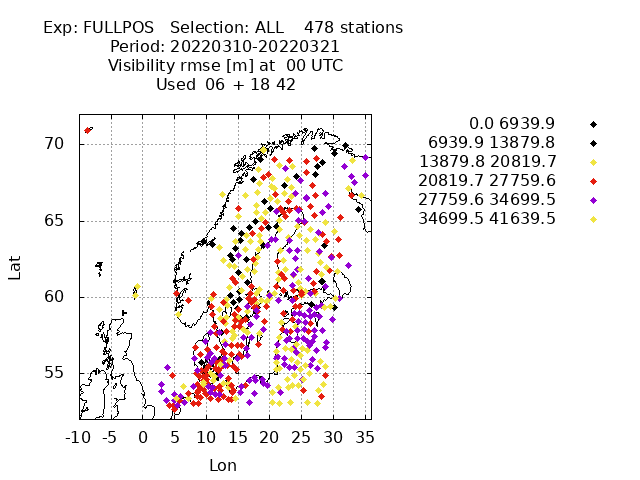 Exp: FULLPOS   Selection: ALL    478 stations
Period: 20220310-20220321
Visibility rmse [m] at  00 UTC
Used  06 + 18 42
0.0 6939.9
6939.9 13879.8
13879.8 20819.7
20819.7 27759.6
27759.6 34699.5
34699.5 41639.5
70
65
60
55
Lat
-10 -5 0 5 10 15 20 25 30 35
Lon